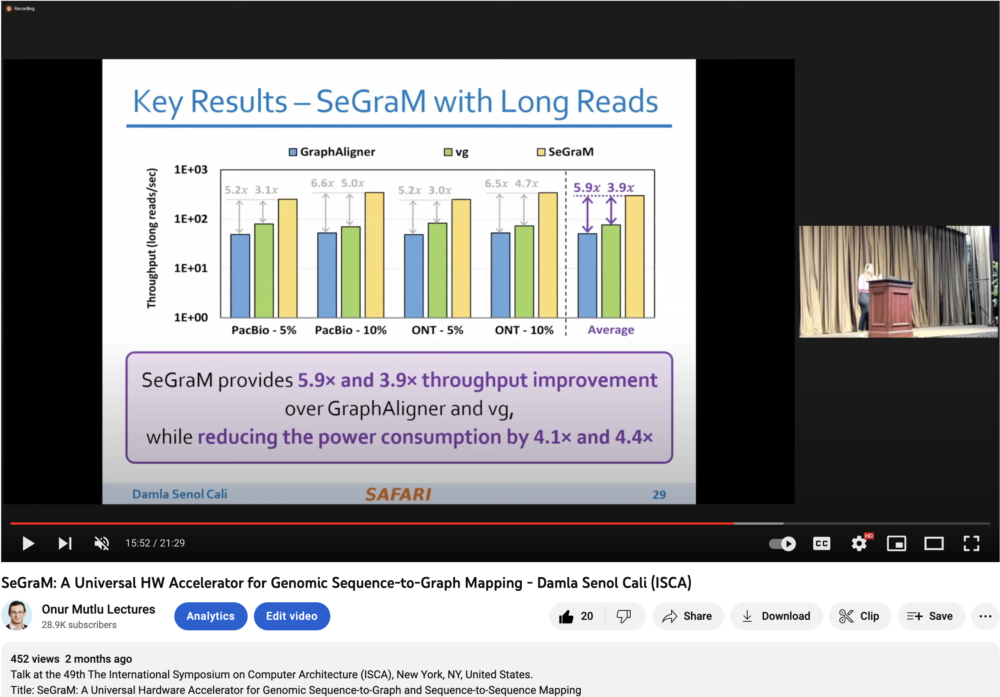 Recording
Key Results – SeGraM with Long Reads
GraphAligner vg SeGraM
Throughput (long reads/sec)
1E+03
1E+02
1E+01
1E+00
5.2x 3.1x 6.6x 5.0x 5.2x 3.0x 6.5x 4.7x 5.9x 3.9x
PacBio - 5% PacBio - 10% ONT - 5% ONT - 10% Average
SeGraM provides 5.9× and 3.9× throughput improvement
over GraphAligner and vg,
while reducing the power consumption by 4.1× and 4.4×
Damla Senol Cali SAFARI 29
15:52 / 21:29 CC HD
SeGraM: A Universal HW Accelerator for Genomic Sequence-to-Graph Mapping - Damla Senol Cali (ISCA)
Onur Mutlu Lectures
28.9K subscribers
Analytics Edit video 20 Share Download Clip Save
452 views 2 months ago
Talk at the 49th The International Symposium on Computer Architecture (ISCA), New York, NY, United States.
Title: SeGraM: A Universal Hardware Accelerator for Genomic Sequence-to-Graph and Sequence-to-Sequence Mapping